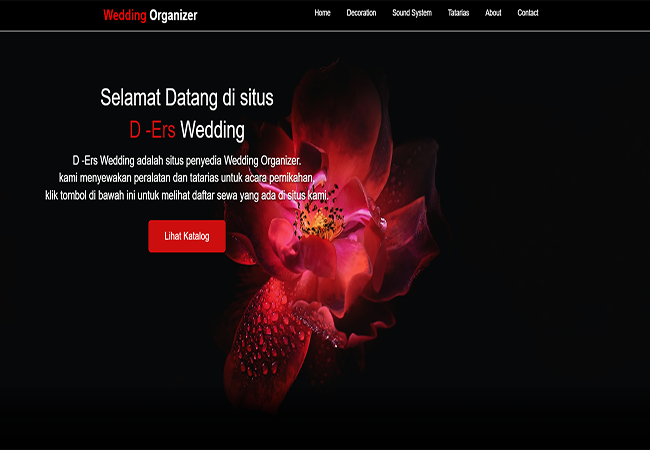 Wedding Organizer
Home Decoration Sound System Tatarias About Contact
Selamat Datang di situs
D -Ers Wedding
D -Ers Wedding adalah situs penyedia Wedding Organizer.
kami menyewakan peralatan dan tatarias untuk acara pernikahan,
klik tombol di bawah ini untuk melihat daftar sewa yang ada di situs kami.
Lihat Katalog